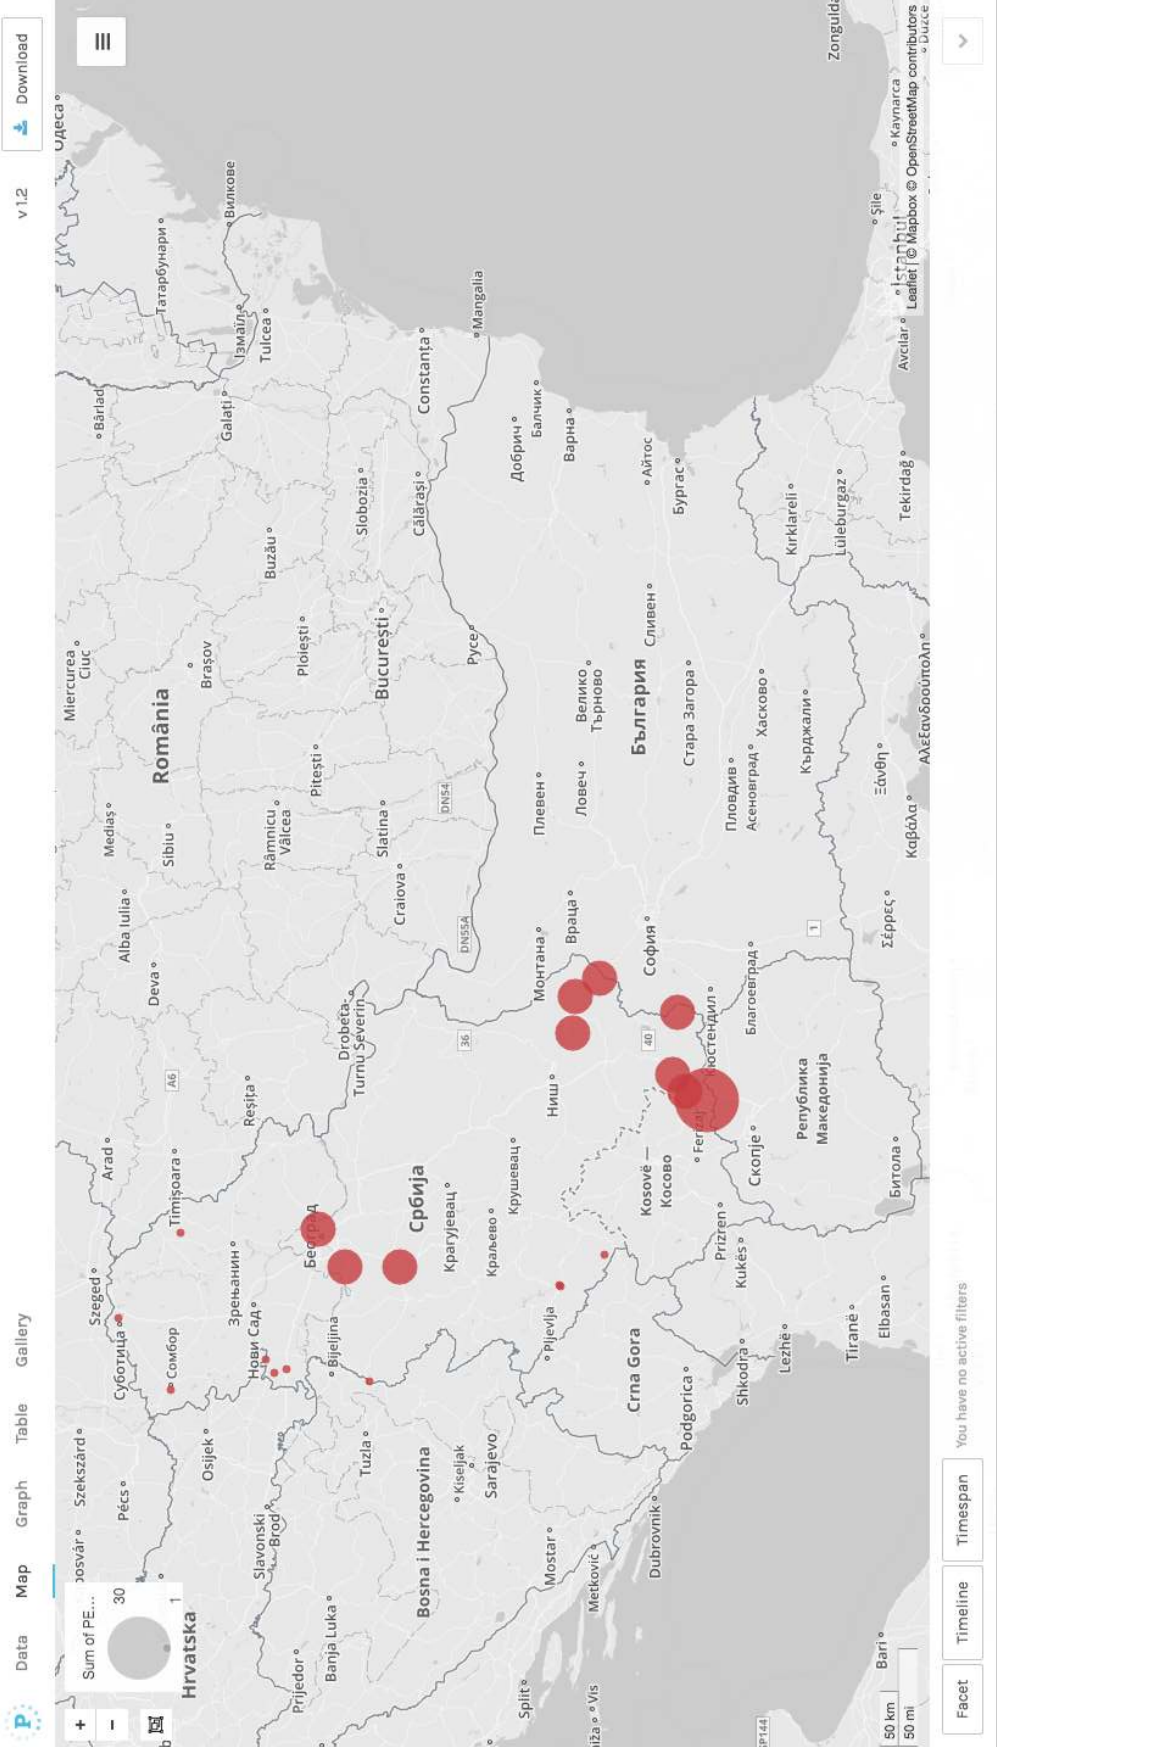 Data
Map
Graph
Table
Gallery
v 1.2
Download
Sum of PE...
30
1
Hrvatska
Szekszárd
Pécs
Szeged
Суботица
Сомбор
Arad
Timișoara
Alba Iulia
Deva
Mediaș
Sibiu
Miercurea
Ciuc
România
Brașov
Bârlad
Татарбунари
Одеса
Вилкове
Ізмаїл
Tulcea
Galați
A6
Reșița
Зрењанин
Нови Сад
Osijek
Slavonski
Brod
Prijedor
Banja Luka
Bijeljina
Београд
Drobeta-
Turnu Severin
Râmnicu
Vâlcea
Pitești
Ploiești
Buzău
Slobozia
București
Slatina
Craiova
Călărași
Constanța
Mangalia
DN54
DN55A
Tuzla
Bosna i Hercegovina
Kiseljak
Sarajevo
Србија
Крагујевац
Краљево
Крушевац
36
Русе
Добрич
Балчик
Варна
Split
Mostar
Metković
Vis
Pljevlja
Ниш
Монтана
Враца
Плевен
Ловеч
Велико
Търново
България
Сливен
Айтос
Бургас
Dubrovnik
Crna Gora
Podgorica
Kosovë —
Косово
40
София
Стара Загора
Ferizaj
Prizren
Kukës
Скопје
Благоевград
Пловдив
Асеновград
Хасково
Kırklareli
Lüleburgaz
Shkodra
Lezhë
Република
Македонија
1
Кърджали
Tiranë
Elbasan
Битола
Σέρρες
Ξάνθη
Καβάλα
Αλεξανδρούπολη
Tekirdağ
Avcılar
İstanbul
Şile
Kaynarca
Düzce
Bari
SP144
50 km
50 mi
Leaflet | © Mapbox © OpenStreetMap contributors
Facet
Timeline
Timespan
You have no active filters